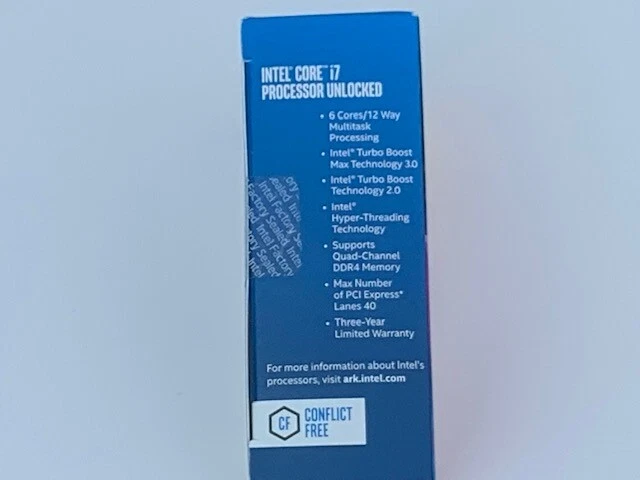 INTEL® CORE™ i7
PROCESSOR UNLOCKED
• 6 Cores/12 Way
Multitask
Processing
• Intel® Turbo Boost
Max Technology 3.0
• Intel® Turbo Boost
Technology 2.0
• Intel®
Hyper-Threading
Technology
• Supports
Quad-Channel
DDR4 Memory
• Max Number
of PCI Express*
Lanes 40
• Three-Year
Limited Warranty
Intel Factory Sealed
For more information about Intel's
processors, visit ark.intel.com
CF
CONFLICT
FREE